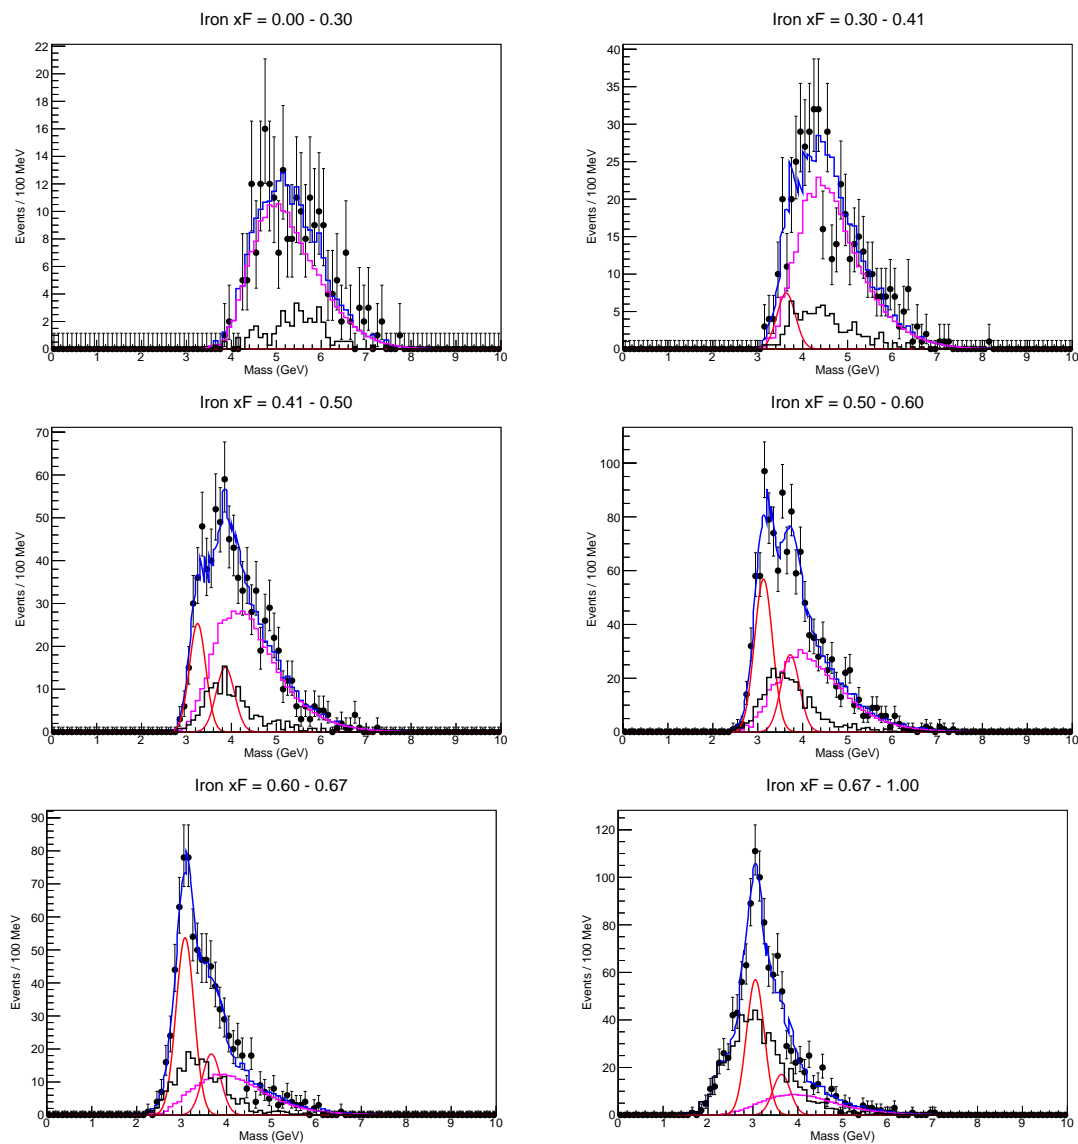 Iron xF = 0.00 - 0.30
22
20
18
16
14
12
10
8
6
4
2
0
Events / 100 MeV
0 1 2 3 4 5 6 7 8 9 10
Mass (GeV)
Iron xF = 0.30 - 0.41
40
35
30
25
20
15
10
5
0
Events / 100 MeV
0 1 2 3 4 5 6 7 8 9 10
Mass (GeV)
Iron xF = 0.41 - 0.50
70
60
50
40
30
20
10
0
Events / 100 MeV
0 1 2 3 4 5 6 7 8 9 10
Mass (GeV)
Iron xF = 0.50 - 0.60
100
80
60
40
20
0
Events / 100 MeV
0 1 2 3 4 5 6 7 8 9 10
Mass (GeV)
Iron xF = 0.60 - 0.67
90
80
70
60
50
40
30
20
10
0
Events / 100 MeV
0 1 2 3 4 5 6 7 8 9 10
Mass (GeV)
Iron xF = 0.67 - 1.00
120
100
80
60
40
20
0
Events / 100 MeV
0 1 2 3 4 5 6 7 8 9 10
Mass (GeV)